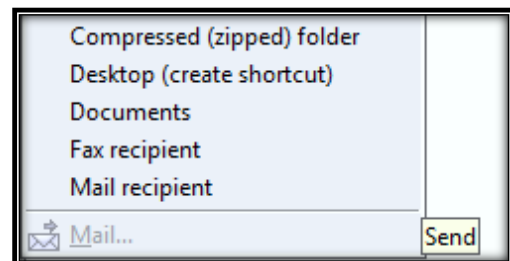 Compressed (zipped) folder
Desktop (create shortcut)
Documents
Fax recipient
Mail recipient
Mail...
Send